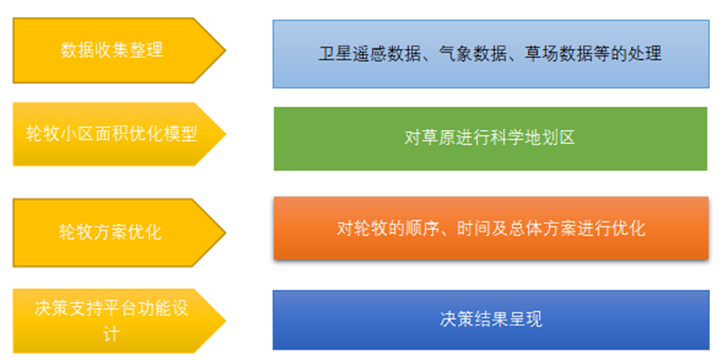 数据收集整理
卫星遥感数据、气象数据、草场数据等的处理
轮牧小区面积优化模型
对草原进行科学地划区
轮牧方案优化
对轮牧的顺序、时间及总体方案进行优化
决策支持平台功能设
计
决策结果呈现